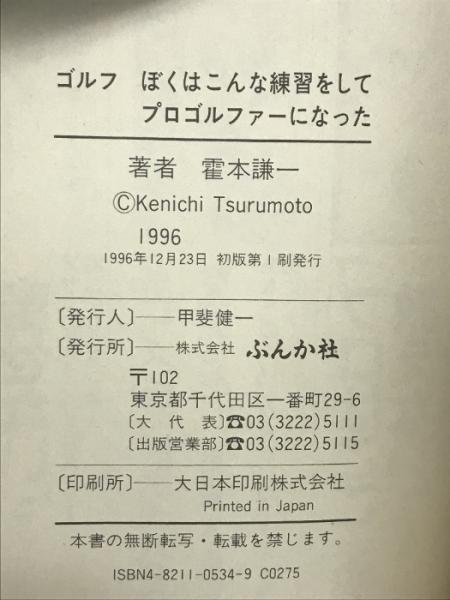 ゴルフ ぼくはこんな練習をして
プロゴルファーになった
著者 霍本謙一
©Kenichi Tsurumoto
1996
1996年12月23日 初版第1刷発行
〔発行人〕──甲斐健一
〔発行所〕──株式会社 ぶんか社
〒102
東京都千代田区一番町29-6
〔大代表〕☎03(3222)5111
〔出版営業部〕☎03(3222)5115
〔印刷所〕──大日本印刷株式会社
Printed in Japan
本書の無断転写・転載を禁じます。
ISBN4-8211-0534-9 C0275